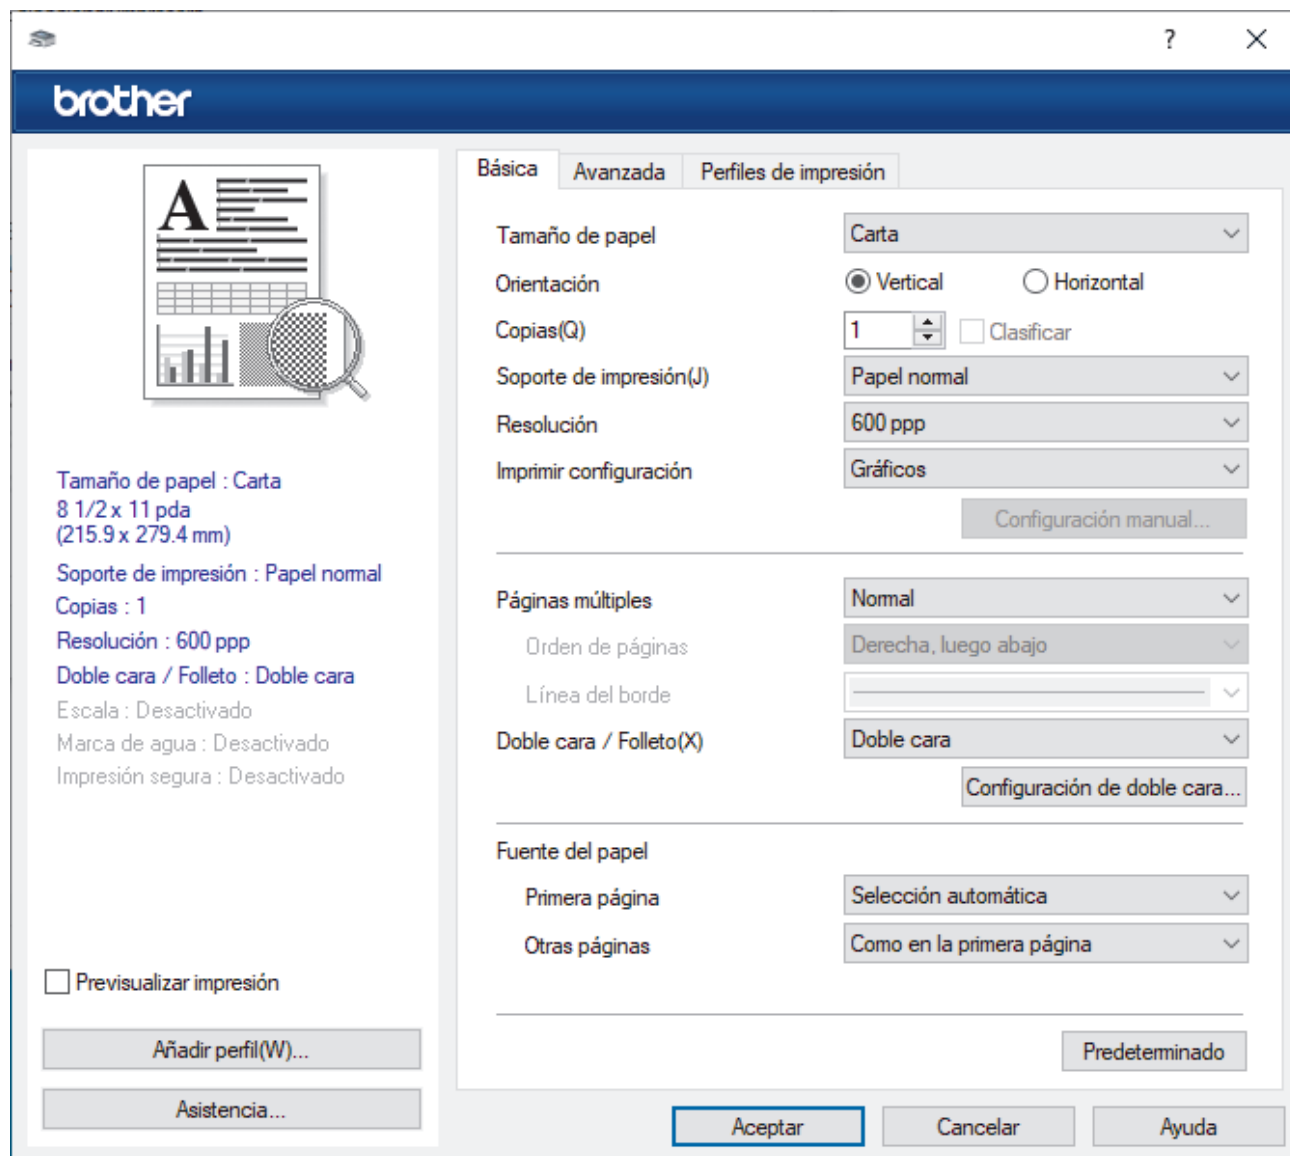 ?
brother
A
Básica
Avanzada
Perfiles de impresión
Tamaño de papel
Carta
Orientación
Vertical
Horizontal
Copias(Q)
1
Clasificar
Soporte de impresión(J)
Papel normal
Resolución
600 ppp
Imprimir configuración
Gráficos
Configuración manual...
Páginas múltiples
Normal
Orden de páginas
Derecha, luego abajo
Línea del borde
Doble cara / Folleto(X)
Doble cara
Configuración de doble cara...
Fuente del papel
Primera página
Selección automática
Otras páginas
Como en la primera página
Predeterminado
Tamaño de papel : Carta
8 1/2 x 11 pda
(215.9 x 279.4 mm)
Soporte de impresión : Papel normal
Copias : 1
Resolución : 600 ppp
Doble cara / Folleto : Doble cara
Escala : Desactivado
Marca de agua : Desactivado
Impresión segura : Desactivado
Previsualizar impresión
Añadir perfil(W)...
Asistencia...
Aceptar
Cancelar
Ayuda